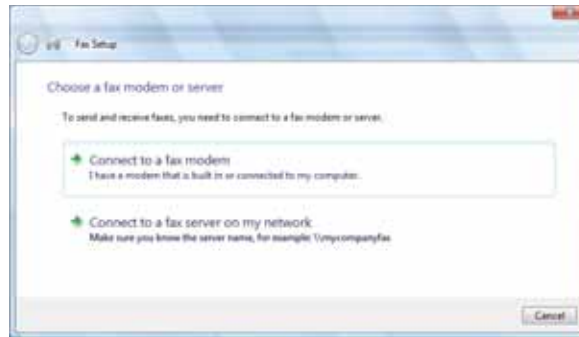 Fax Setup
Choose a fax modem or server
To send and receive faxes, you need to connect to a fax modem or server.
Connect to a fax modem
I have a modem that is built in or connected to my computer.
Connect to a fax server on my network
Make sure you know the server name, for example: \\mycompanyfax
Cancel